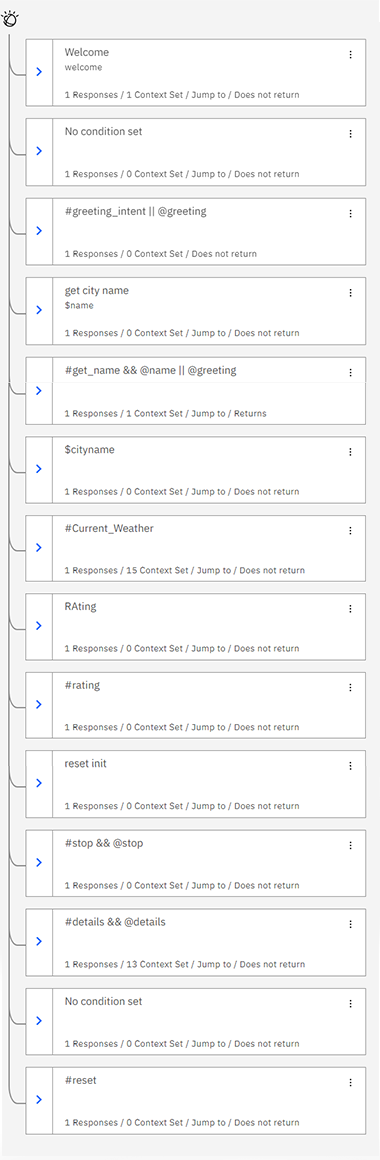 Welcome
welcome
1 Responses / 1 Context Set / Jump to / Does not return
No condition set
1 Responses / 0 Context Set / Jump to / Does not return
#greeting_intent || @greeting
1 Responses / 0 Context Set / Does not return
get city name
$name
1 Responses / 0 Context Set / Jump to / Does not return
#get_name && @name || @greeting
1 Responses / 1 Context Set / Jump to / Returns
$cityname
1 Responses / 0 Context Set / Jump to / Does not return
#Current_Weather
1 Responses / 15 Context Set / Jump to / Does not return
RAting
1 Responses / 0 Context Set / Jump to / Does not return
#rating
1 Responses / 0 Context Set / Jump to / Does not return
reset init
1 Responses / 0 Context Set / Jump to / Does not return
#stop && @stop
1 Responses / 0 Context Set / Jump to / Does not return
#details && @details
1 Responses / 13 Context Set / Jump to / Does not return
No condition set
1 Responses / 0 Context Set / Jump to / Does not return
#reset
1 Responses / 0 Context Set / Jump to / Does not return